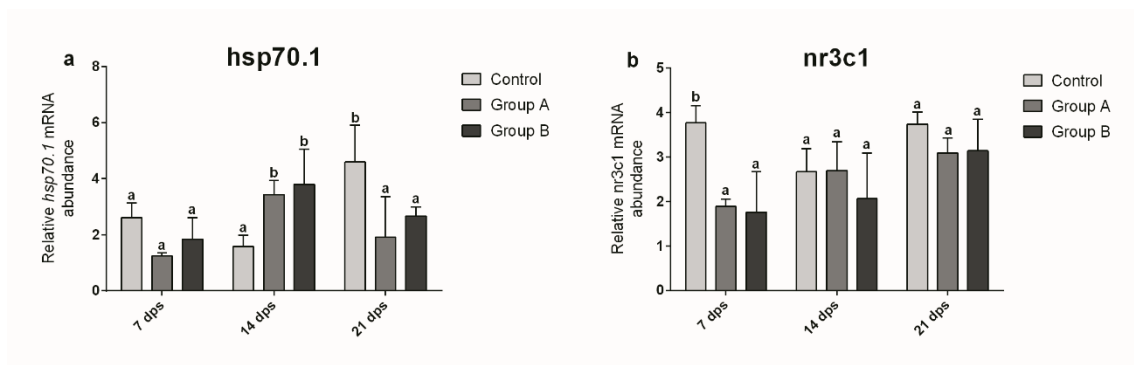 a
hsp70.1
Relative hsp70.1 mRNA
abundance
8
6
4
2
0
a
a
a
a
b
b
b
a
a
7 dps
14 dps
21 dps
Control
Group A
Group B
b
nr3c1
Relative nr3c1 mRNA
abundance
5
4
3
2
1
0
b
a
a
a
a
a
a
a
a
7 dps
14 dps
21 dps
Control
Group A
Group B